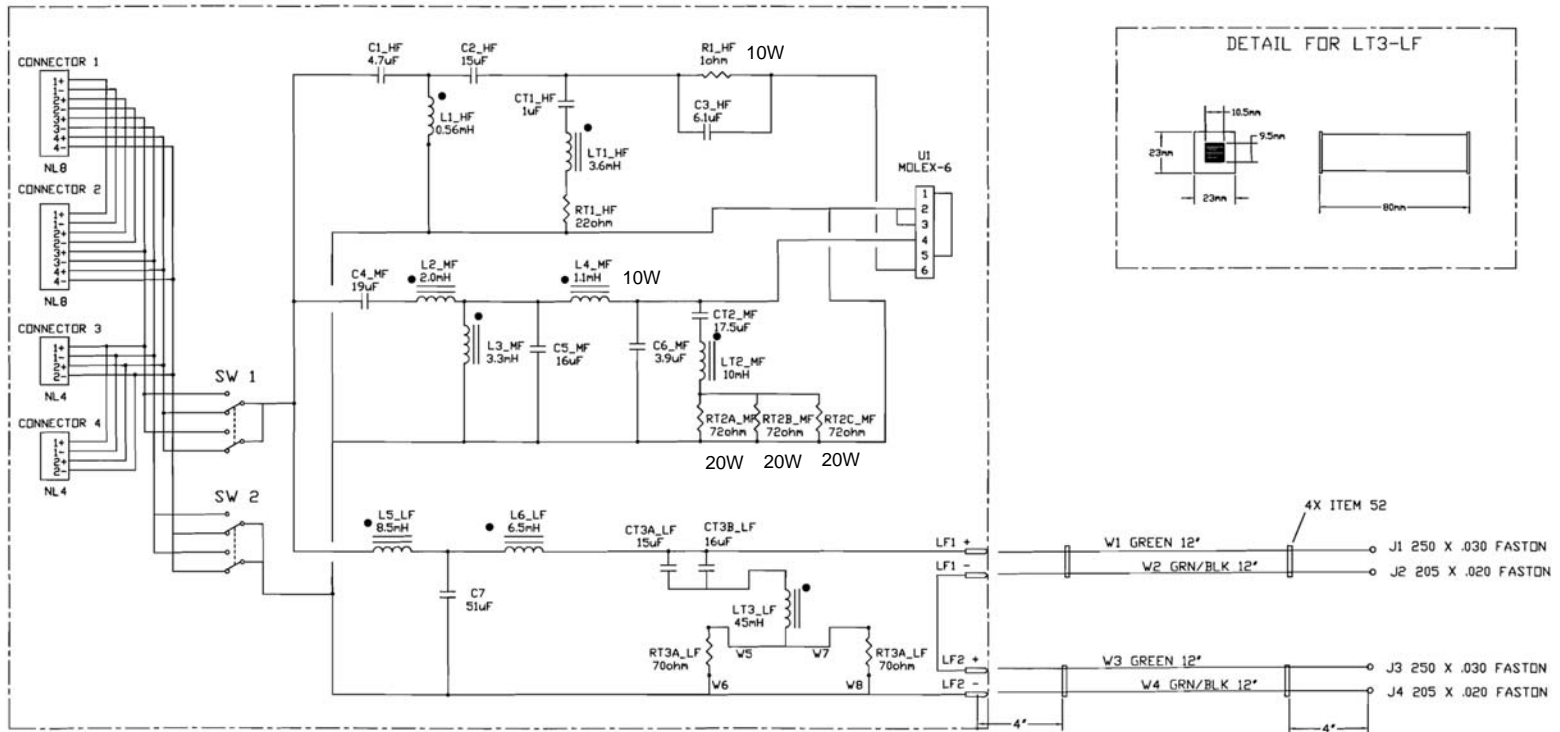 CONNECTOR 1
1+
1-
2+
2-
3+
3-
4+
4-
NL8
CONNECTOR 2
1+
1-
2+
2-
3+
3-
4+
4-
NL8
CONNECTOR 3
1+
1-
2+
2-
NL4
CONNECTOR 4
1+
1-
2+
2-
NL4
SW 1
SW 2
C1_HF
4.7uF
C2_HF
15uF
R1_HF 10W
1ohm
C3_HF
6.1uF
L1_HF
0.56mH
CT1_HF
1uF
LT1_HF
3.6mH
RT1_HF
22ohm
U1
MOLEX-6
1
2
3
4
5
6
C4_MF
19uF
L2_MF
2.0mH
L4_MF 10W
1.1mH
L3_MF
3.3mH
C5_MF
16uF
C6_MF
3.9uF
CT2_MF
17.5uF
LT2_MF
10mH
RT2A_MF
72ohm
RT2B_MF
72ohm
RT2C_MF
72ohm
20W 20W 20W
L5_LF
8.5mH
L6_LF
6.5mH
C7
51uF
CT3A_LF
15uF
CT3B_LF
16uF
LT3_LF
45mH
RT3A_LF
70ohm
W5
W7
RT3A_LF
70ohm
W6
W8
LF1 +
LF1 -
LF2 +
LF2 -
W1 GREEN 12"
W2 GRN/BLK 12"
W3 GREEN 12"
W4 GRN/BLK 12"
4X ITEM 52
J1 250 X .030 FASTON
J2 205 X .020 FASTON
J3 250 X .030 FASTON
J4 205 X .020 FASTON
4"
4"
DETAIL FOR LT3-LF
10.5mm
9.5mm
23mm
23mm
80mm